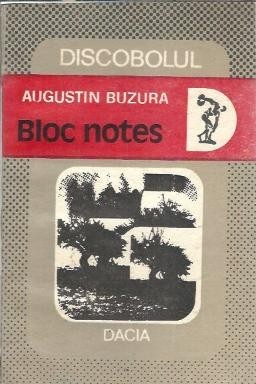 DISCOBOLUL
AUGUSTIN BUZURA
Bloc notes
DACIA